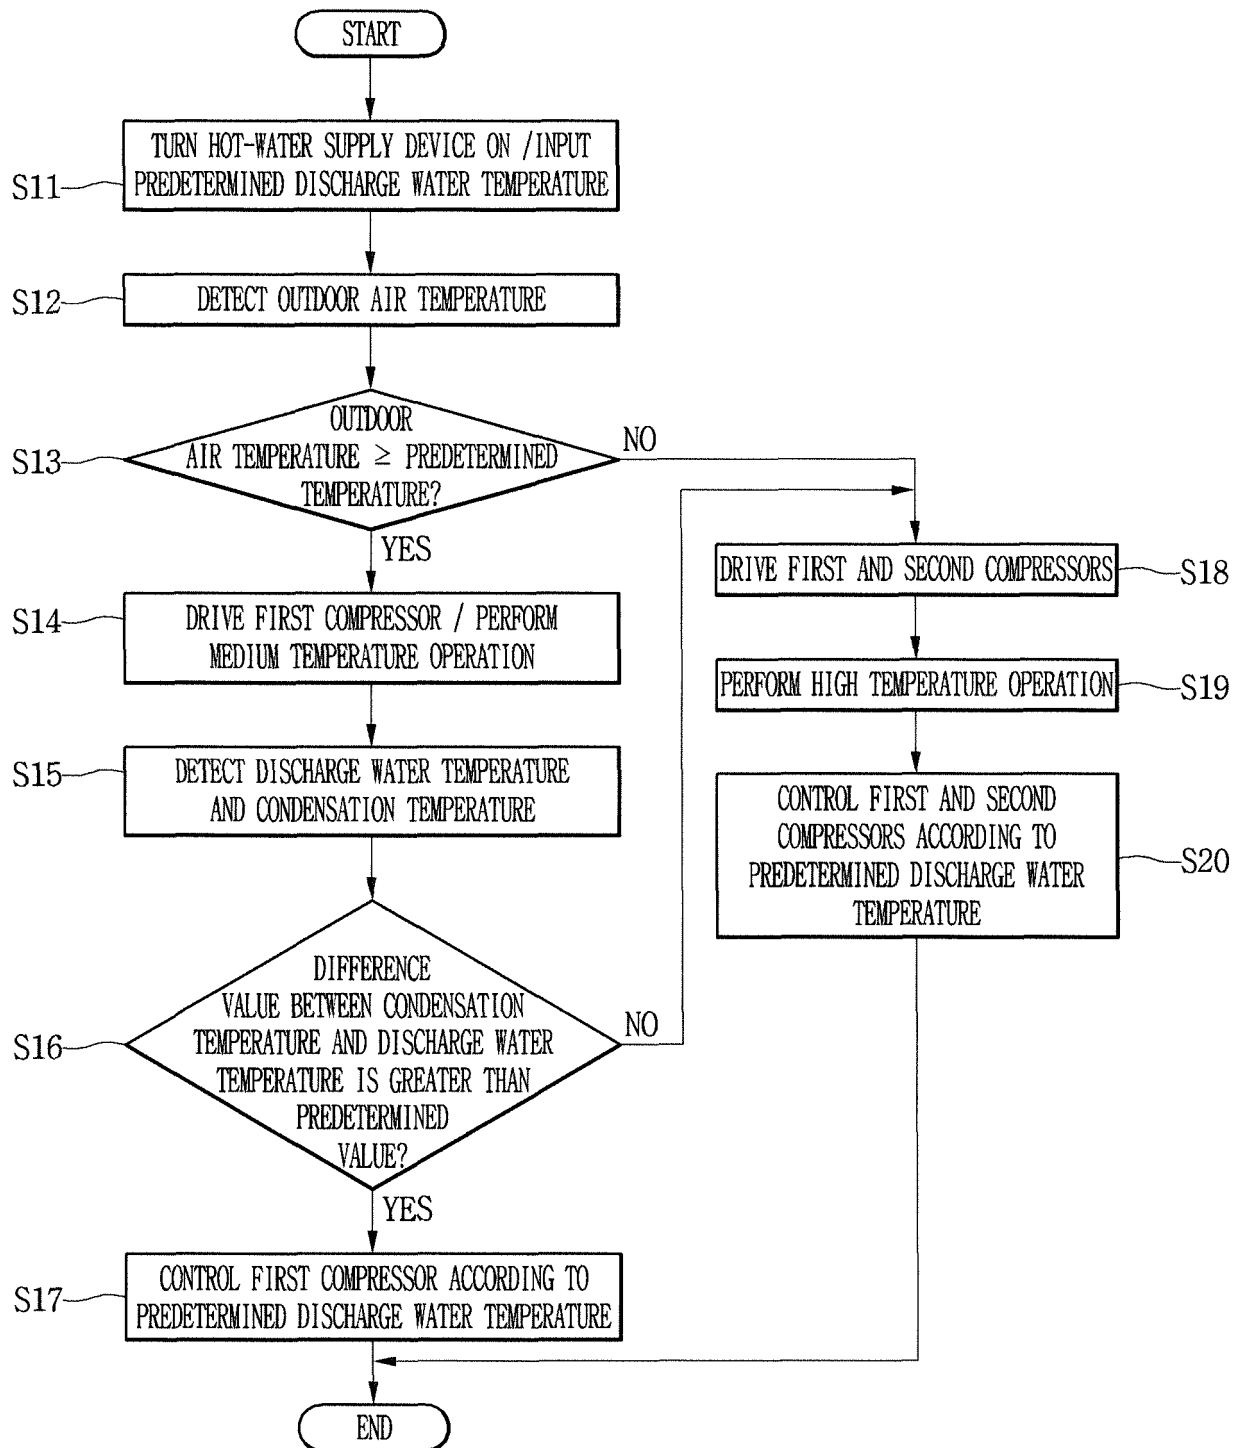 START
TURN HOT-WATER SUPPLY DEVICE ON /INPUT
PREDETERMINED DISCHARGE WATER TEMPERATURE
S11
DETECT OUTDOOR AIR TEMPERATURE
S12
OUTDOOR
AIR TEMPERATURE ≥ PREDETERMINED
TEMPERATURE?
S13
NO
YES
DRIVE FIRST COMPRESSOR / PERFORM
MEDIUM TEMPERATURE OPERATION
S14
DETECT DISCHARGE WATER TEMPERATURE
AND CONDENSATION TEMPERATURE
S15
DIFFERENCE
VALUE BETWEEN CONDENSATION
TEMPERATURE AND DISCHARGE WATER
TEMPERATURE IS GREATER THAN
PREDETERMINED
VALUE?
S16
NO
YES
CONTROL FIRST COMPRESSOR ACCORDING TO
PREDETERMINED DISCHARGE WATER TEMPERATURE
S17
DRIVE FIRST AND SECOND COMPRESSORS
S18
PERFORM HIGH TEMPERATURE OPERATION
S19
CONTROL FIRST AND SECOND
COMPRESSORS ACCORDING TO
PREDETERMINED DISCHARGE WATER
TEMPERATURE
S20
END